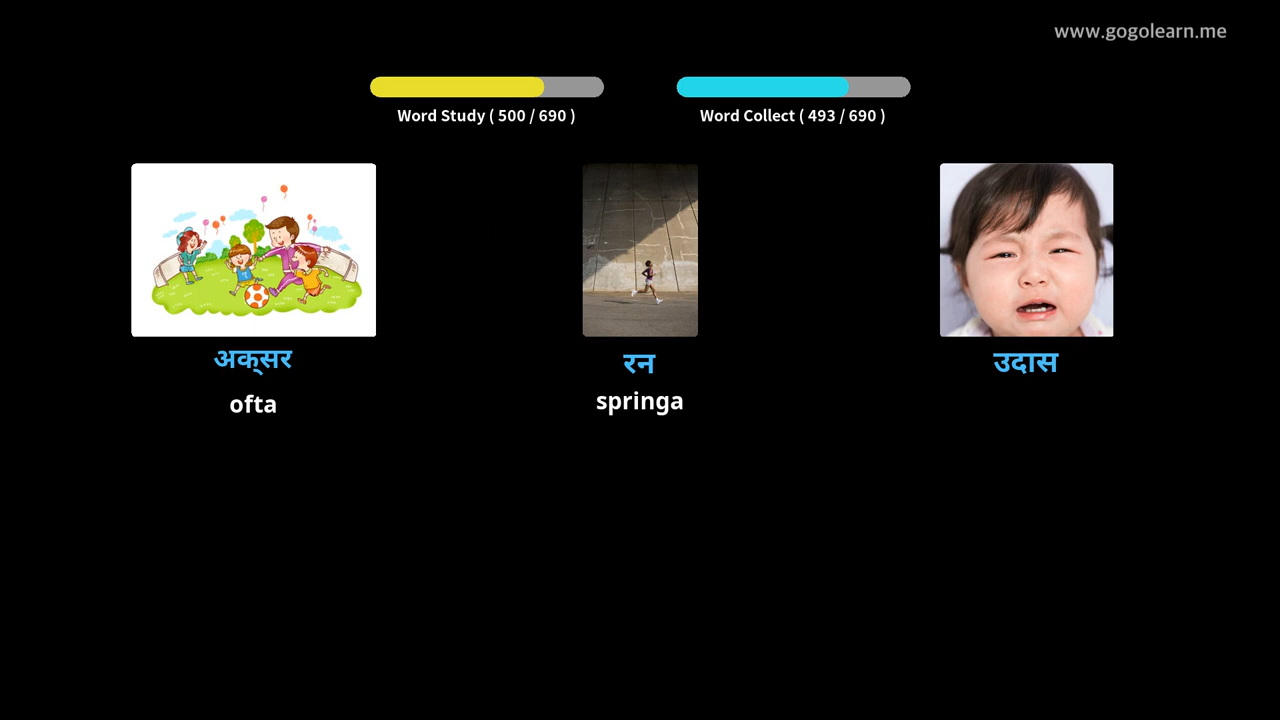 www.gogolearn.me
Word Study ( 500 / 690 )
Word Collect ( 493 / 690 )
अक्‌सर
ofta
रन
springa
उदास